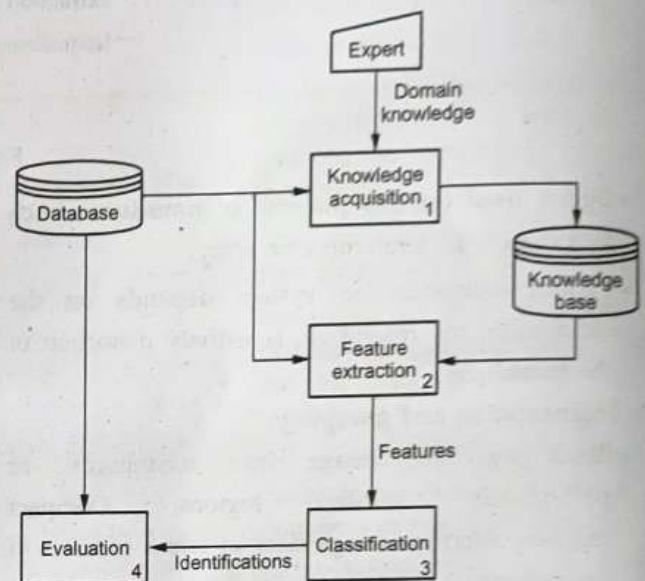 Expert
Domain
knowledge
Knowledge
acquisition 1
Database
Knowledge
base
Feature
extraction 2
Features
Classification 3
Identifications
Evaluation 4